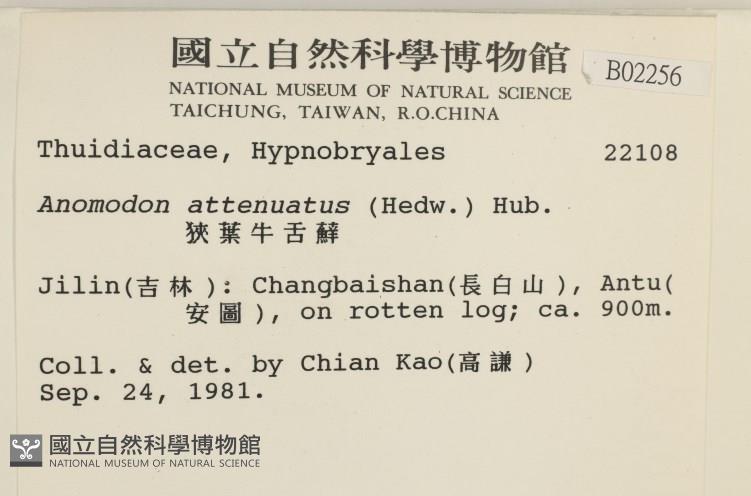 國立自然科學博物館
B02256
NATIONAL MUSEUM OF NATURAL SCIENCE
TAICHUNG, TAIWAN, R.O.CHINA
Thuidiaceae, Hypnobryales 22108
Anomodon attenuatus (Hedw.) Hub.
狹葉牛舌蘚
Jilin(吉林): Changbaishan(長白山), Antu(
安圖), on rotten log; ca. 900m.
Coll. & det. by Chian Kao(高謙)
Sep. 24, 1981.
國立自然科學博物館
NATIONAL MUSEUM OF NATURAL SCIENCE